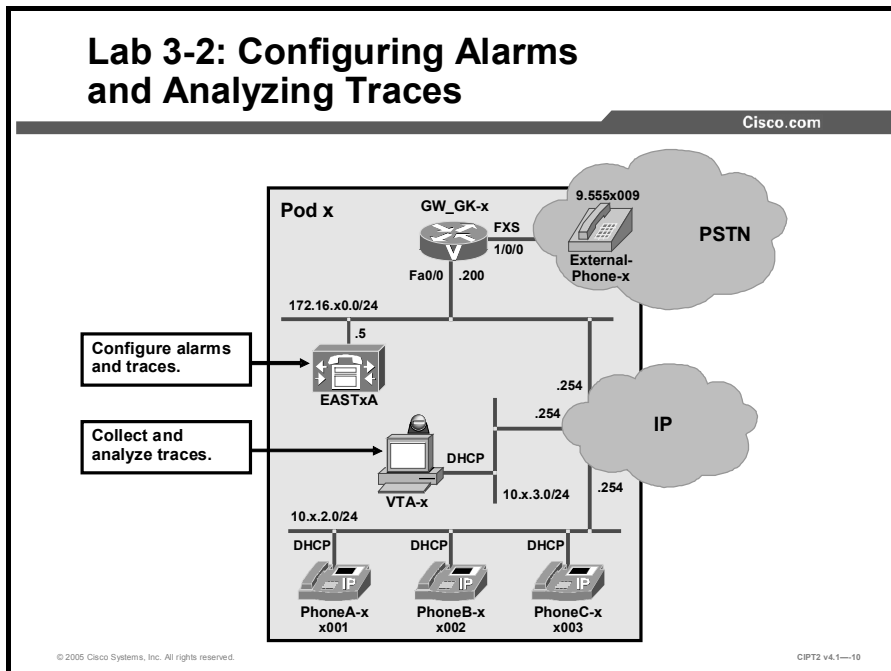 Lab 3-2: Configuring Alarms
and Analyzing Traces
Cisco.com
Pod x
GW_GK-x
V
FXS
1/0/0
9.555x009
External-
Phone-x
PSTN
Fa0/0
.200
172.16.x0.0/24
.5
Configure alarms
and traces.
EASTxA
.254
.254
IP
Collect and
analyze traces.
DHCP
VTA-x
10.x.3.0/24
.254
10.x.2.0/24
DHCP
DHCP
DHCP
IP
IP
IP
PhoneA-x
x001
PhoneB-x
x002
PhoneC-x
x003
© 2005 Cisco Systems, Inc. All rights reserved.
CIPT2 v4.1—-10